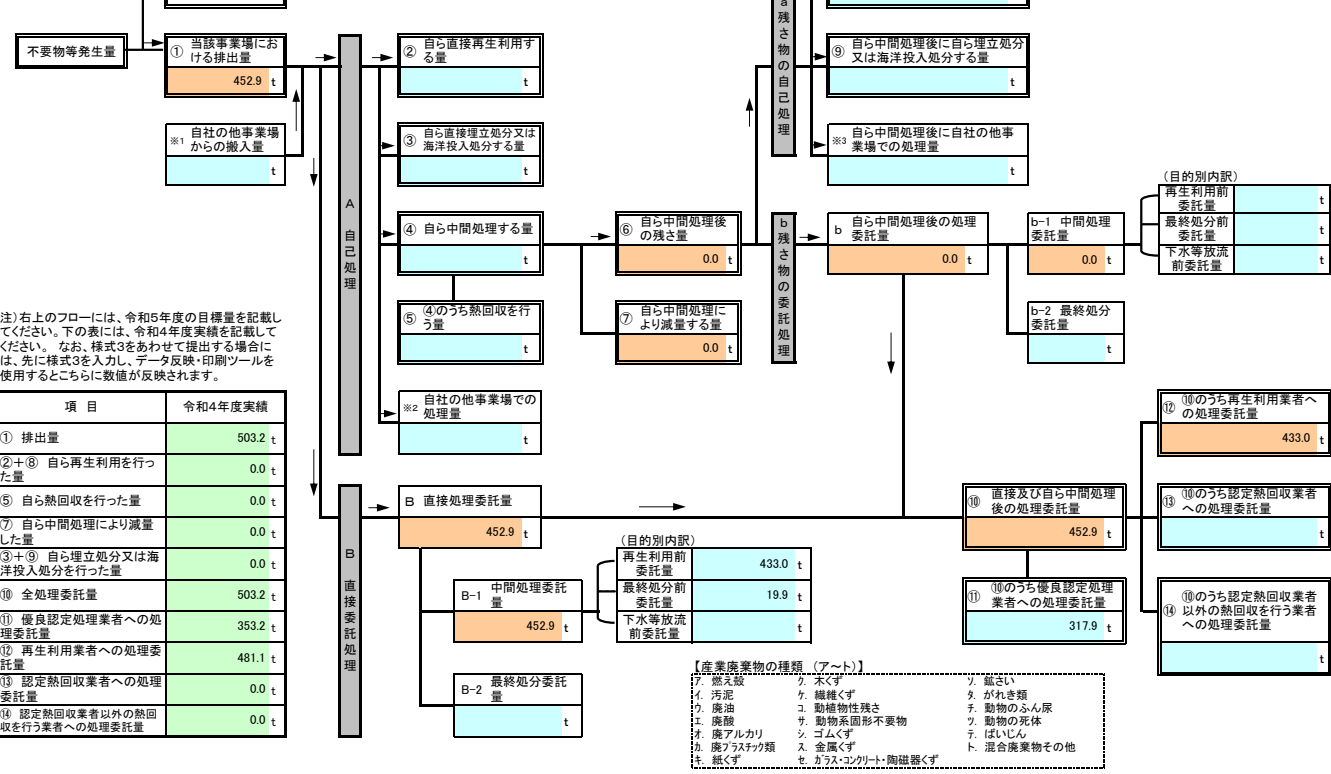 不要物等発生量
① 当該事業場にお
ける排出量
452.9 t
※1 自社の他事業場
からの搬入量
t
A 自己処理
② 自ら直接再生利用す
る量
t
③ 自ら直接埋立処分又は
海洋投入処分する量
t
④ 自ら中間処理する量
t
⑤ ④のうち熱回収を行
う量
t
※2 自社の他事業場での
処理量
t
⑥ 自ら中間処理後
の残さ量
0.0 t
⑦ 自ら中間処理に
より減量する量
0.0 t
a 残さ物の自己処理
⑨ 自ら中間処理後に自ら埋立処分
又は海洋投入処分する量
t
※3 自ら中間処理後に自社の他事
業場での処理量
t
b 残さ物の委託処理
b 自ら中間処理後の処理
委託量
0.0 t
b-1 中間処理
委託量
0.0 t
b-2 最終処分
委託量
t
(目的別内訳)
再生利用前
委託量
t
最終処分前
委託量
t
下水等放流
前委託量
t
注)右上のフローには、令和5年度の目標量を記載し
てください。下の表には、令和4年度実績を記載して
ください。 なお、様式3をあわせて提出する場合に
は、先に様式3を入力し、データ反映・印刷ツールを
使用するとこちらに数値が反映されます。
項 目 令和4年度実績
① 排出量 503.2 t
②+⑧ 自ら再生利用を行っ
た量 0.0 t
⑤ 自ら熱回収を行った量 0.0 t
⑦ 自ら中間処理により減量
した量 0.0 t
③+⑨ 自ら埋立処分又は海
洋投入処分を行った量 0.0 t
⑩ 全処理委託量 503.2 t
⑪ 優良認定処理業者への処
理委託量 353.2 t
⑫ 再生利用業者への処理委
託量 481.1 t
⑬ 認定熱回収業者への処理
委託量 0.0 t
⑭ 認定熱回収業者以外の熱回
収を行う業者への処理委託量 0.0 t
B 直接委託処理
B 直接処理委託量
452.9 t
B-1 中間処理委託
量
452.9 t
B-2 最終処分委託
量
t
(目的別内訳)
再生利用前
委託量
433.0 t
最終処分前
委託量
19.9 t
下水等放流
前委託量
t
⑩ 直接及び自ら中間処理
後の処理委託量
452.9 t
⑪ ⑩のうち優良認定処理
業者への処理委託量
317.9 t
⑫ ⑩のうち再生利用業者へ
の処理委託量
433.0 t
⑬ ⑩のうち認定熱回収業者
への処理委託量
t
⑭ ⑩のうち認定熱回収業者
以外の熱回収を行う業者
への処理委託量
t
【産業廃棄物の種類 (ア~ト)】
ア. 燃え殻 ク. 木くず ソ. 鉱さい
イ. 汚泥 ケ. 繊維くず タ. がれき類
ウ. 廃油 コ. 動植物性残さ チ. 動物のふん尿
エ. 廃酸 サ. 動物系固形不要物 ツ. 動物の死体
オ. 廃アルカリ シ. ゴムくず テ. ばいじん
カ. 廃プラスチック類 ス. 金属くず ト. 混合廃棄物その他
キ. 紙くず セ. ガラス・コンクリート・陶磁器くず